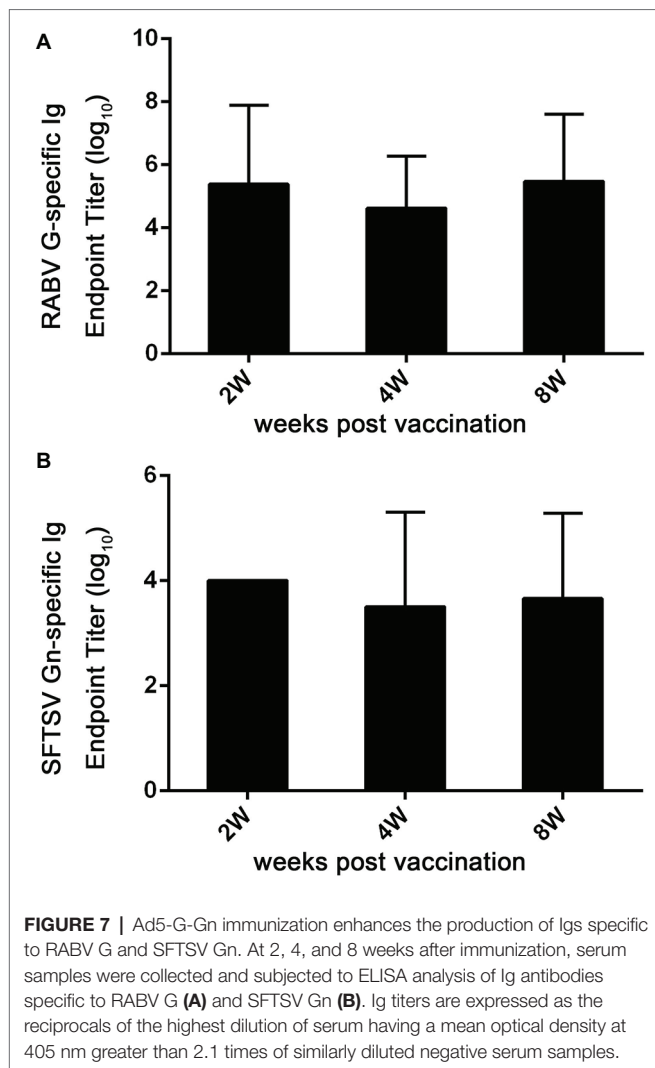 A
RABV G-specific Ig
Endpoint Titer (log10)
10
8
6
4
2
0
2W
4W
8W
weeks post vaccination
B
SFTSV Gn-specific Ig
Endpoint Titer (log10)
6
4
2
0
2W
4W
8W
weeks post vaccination
FIGURE 7 | Ad5-G-Gn immunization enhances the production of Igs specific
to RABV G and SFTSV Gn. At 2, 4, and 8 weeks after immunization, serum
samples were collected and subjected to ELISA analysis of Ig antibodies
specific to RABV G (A) and SFTSV Gn (B). Ig titers are expressed as the
reciprocals of the highest dilution of serum having a mean optical density at
405 nm greater than 2.1 times of similarly diluted negative serum samples.